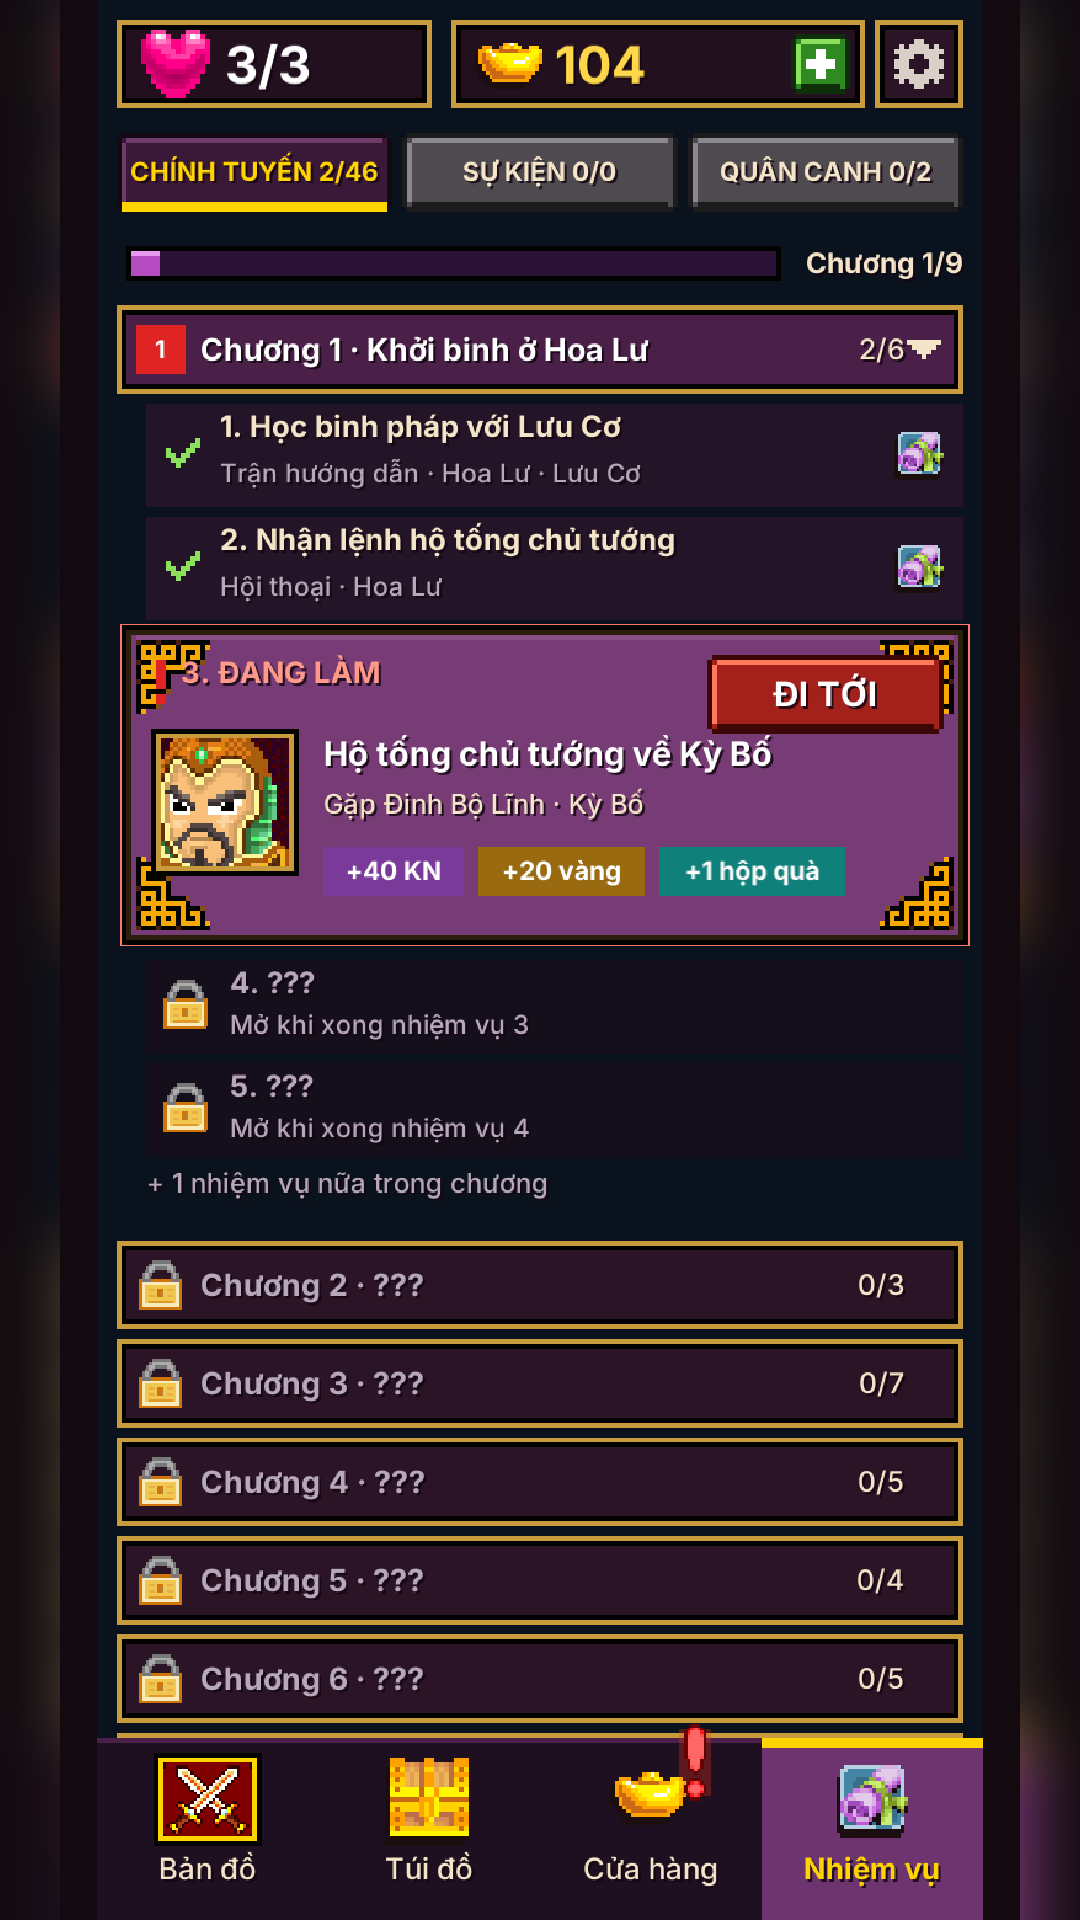 3/3
104
CHÍNH TUYẾN 2/46
SỰ KIỆN 0/0
QUÂN CANH 0/2
Chương 1/9
1
Chương 1 · Khởi binh ở Hoa Lư
2/6
1. Học binh pháp với Lưu Cơ
Trận hướng dẫn · Hoa Lư · Lưu Cơ
2. Nhận lệnh hộ tống chủ tướng
Hội thoại · Hoa Lư
3. ĐANG LÀM
ĐI TỚI
Hộ tống chủ tướng về Kỳ Bố
Gặp Đinh Bộ Lĩnh · Kỳ Bố
+40 KN
+20 vàng
+1 hộp quà
4. ???
Mở khi xong nhiệm vụ 3
5. ???
Mở khi xong nhiệm vụ 4
+ 1 nhiệm vụ nữa trong chương
Chương 2 · ???
0/3
Chương 3 · ???
0/7
Chương 4 · ???
0/5
Chương 5 · ???
0/4
Chương 6 · ???
0/5
Bản đồ
Túi đồ
Cửa hàng
Nhiệm vụ